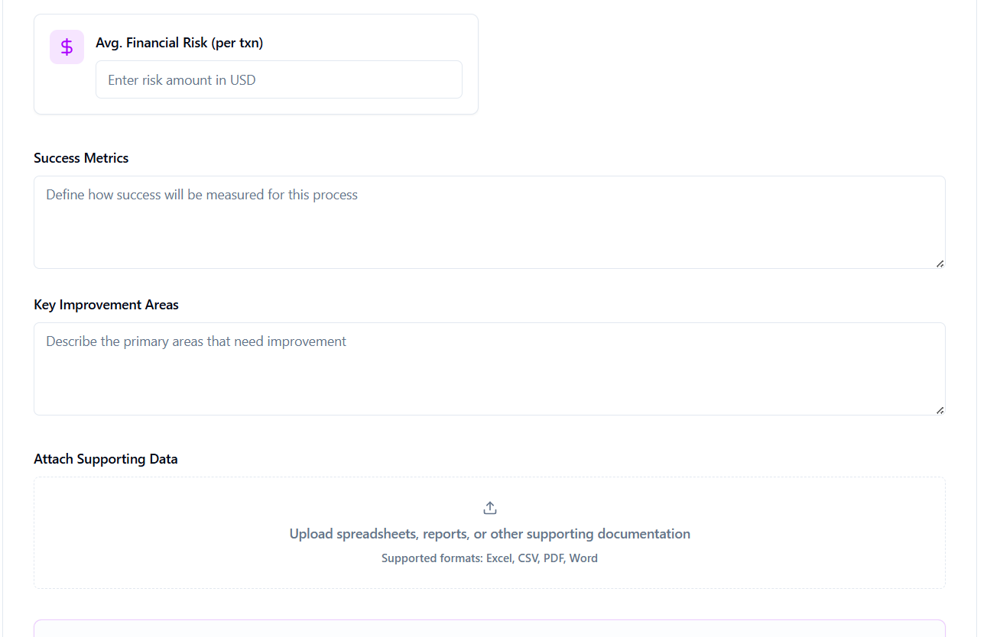 $
Avg. Financial Risk (per txn)
Enter risk amount in USD
Success Metrics
Define how success will be measured for this process
Key Improvement Areas
Describe the primary areas that need improvement
Attach Supporting Data
Upload spreadsheets, reports, or other supporting documentation
Supported formats: Excel, CSV, PDF, Word